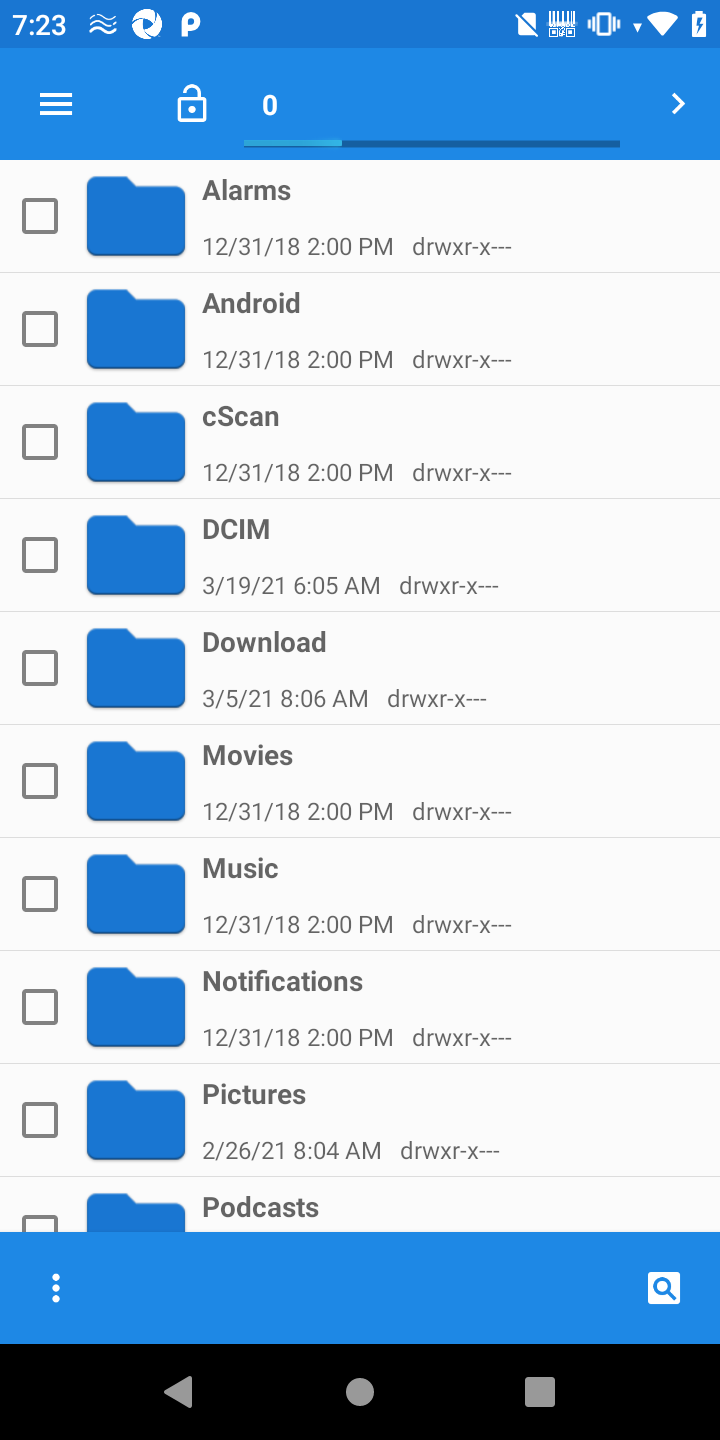 7:23
0
Alarms
12/31/18 2:00 PM drwxr-x---
Android
12/31/18 2:00 PM drwxr-x---
cScan
12/31/18 2:00 PM drwxr-x---
DCIM
3/19/21 6:05 AM drwxr-x---
Download
3/5/21 8:06 AM drwxr-x---
Movies
12/31/18 2:00 PM drwxr-x---
Music
12/31/18 2:00 PM drwxr-x---
Notifications
12/31/18 2:00 PM drwxr-x---
Pictures
2/26/21 8:04 AM drwxr-x---
Podcasts